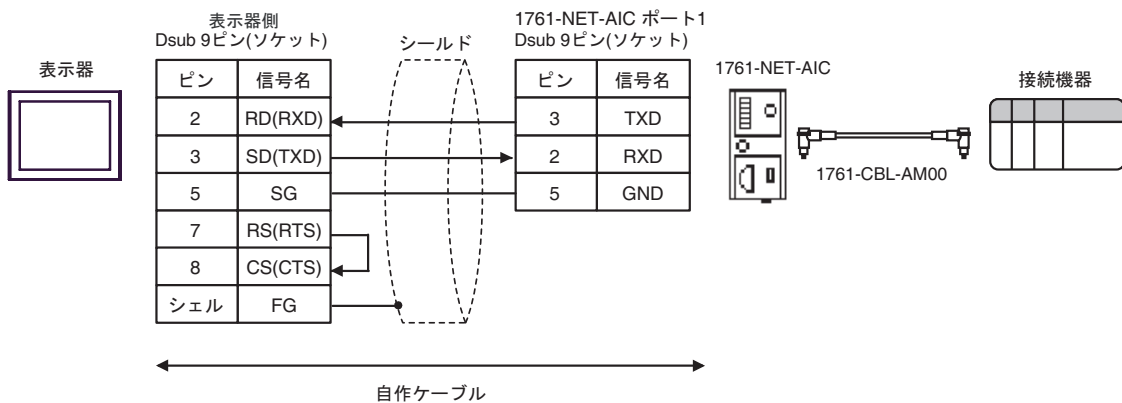 表示器
表示器側
Dsub 9ピン(ソケット)
ピン 信号名
2 RD(RXD)
3 SD(TXD)
5 SG
7 RS(RTS)
8 CS(CTS)
シェル FG
シールド
1761-NET-AIC ポート1
Dsub 9ピン(ソケット)
ピン 信号名
3 TXD
2 RXD
5 GND
1761-NET-AIC
1761-CBL-AM00
接続機器
自作ケーブル